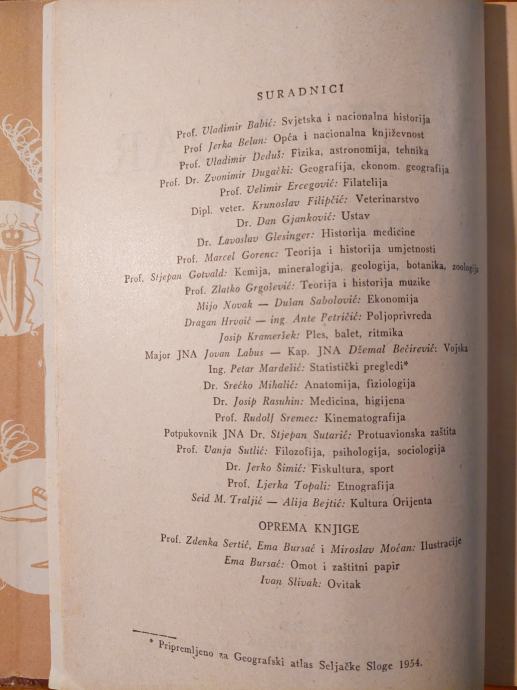 SURADNICI
Prof. Vladimir Babić: Svjetska i nacionalna historija
Prof Jerka Belan: Opća i nacionalna književnost
Prof. Vladimir Deduš: Fizika, astronomija, tehnika
Prof. Dr. Zvonimir Dugački: Geografija, ekonom. geografija
Prof. Velimir Ercegović: Filatelija
Dipl. veter. Krunoslav Filipčić: Veterinarstvo
Dr. Dan Gjanković: Ustav
Dr. Lavoslav Glesinger: Historija medicine
Prof. Marcel Gorenc: Teorija i historija umjetnosti
Prof. Stjepan Gotvald: Kemija, mineralogija, geologija, botanika, zoologija
Prof. Zlatko Grgošević: Teorija i historija muzike
Mijo Novak — Dušan Sabolović: Ekonomija
Dragan Hrvoić — ing. Ante Petričić: Poljoprivreda
Josip Krameršek: Ples, balet, ritmika
Major JNA Jovan Labus — Kap. JNA Džemal Bećirević: Vojska
Ing. Petar Mardešić: Statistički pregledi*
Dr. Srećko Mihalić: Anatomija, fiziologija
Dr. Josip Rasuhin: Medicina, higijena
Prof. Rudolf Sremec: Kinematografija
Potpukovnik JNA Dr. Stjepan Sutarić: Protuavionska zaštita
Prof. Vanja Sutlić: Filozofija, psihologija, sociologija
Dr. Jerko Šimić: Fiskultura, sport
Prof. Ljerka Topali: Etnografija
Seid M. Traljić — Alija Bejtić: Kultura Orijenta
OPREMA KNJIGE
Prof. Zdenka Sertić, Ema Bursać i Miroslav Moćan: Ilustracije
Ema Bursać: Omot i zaštitni papir
Ivan Slivak: Ovitak
* Pripremljeno za Geografski atlas Seljačke Sloge 1954.